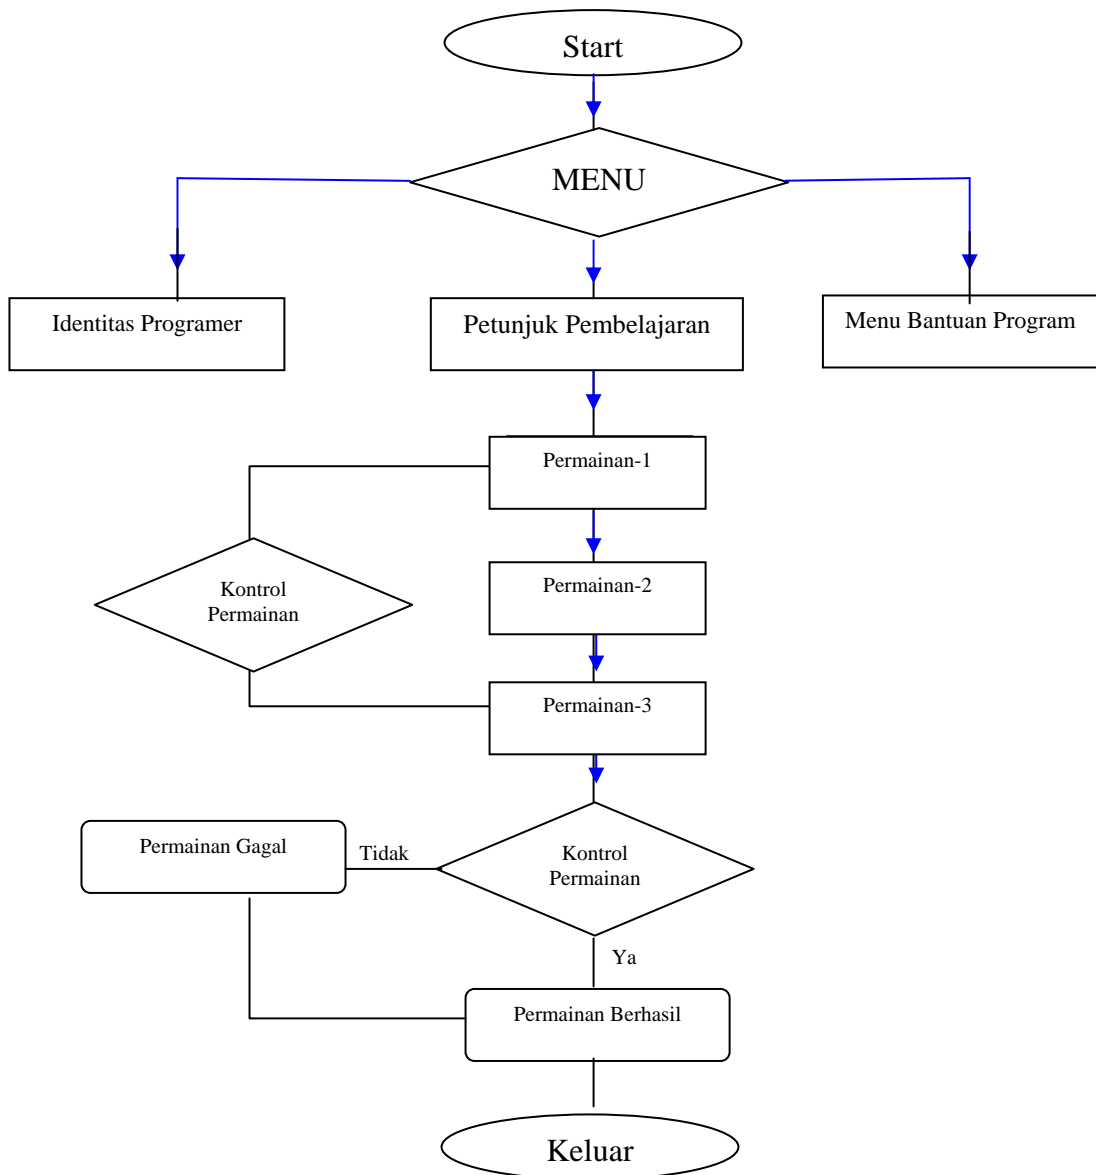 Start
MENU
Identitas Programer
Petunjuk Pembelajaran
Menu Bantuan Program
Permainan-1
Kontrol
Permainan
Permainan-2
Permainan-3
Permainan Gagal
Tidak
Kontrol
Permainan
Ya
Permainan Berhasil
Keluar